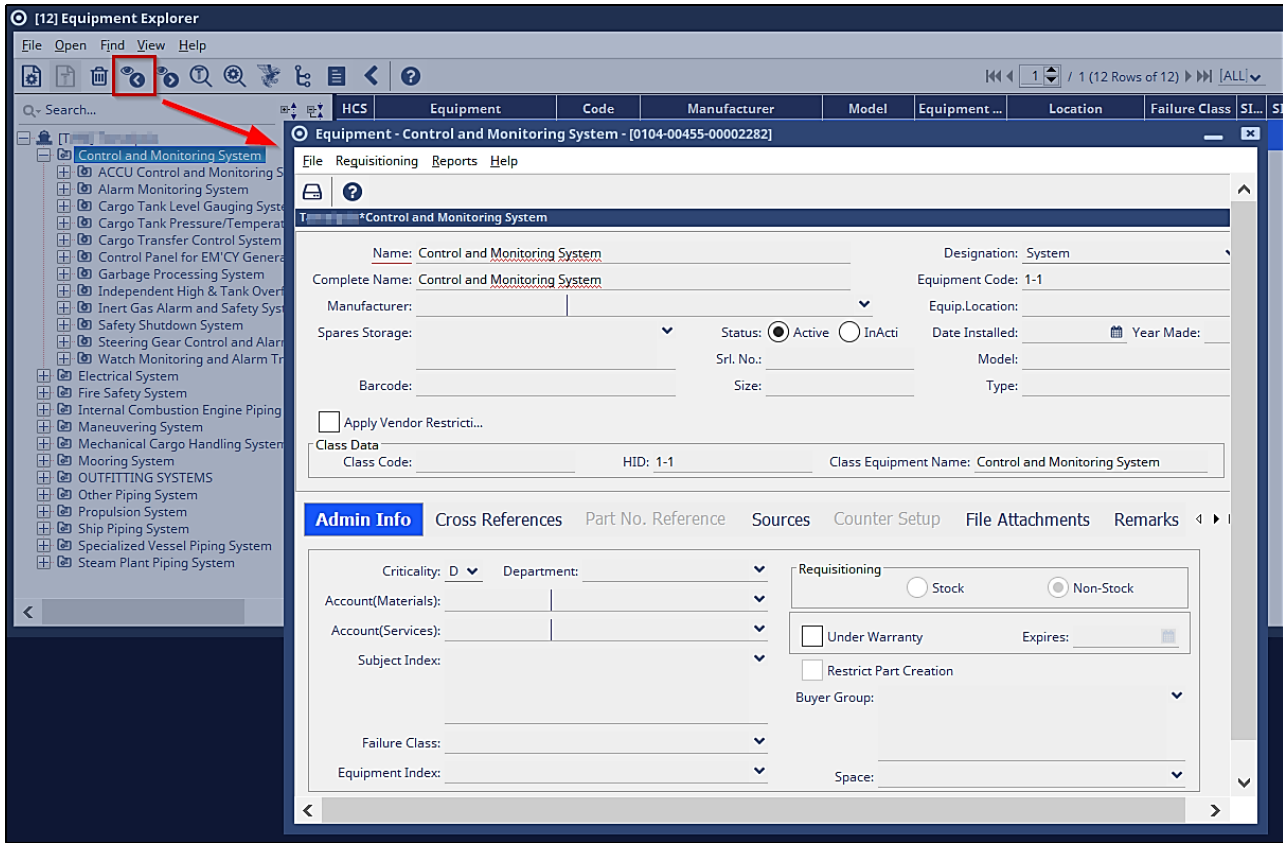 [12] Equipment Explorer
File Open Find View Help
1 / 1 (12 Rows of 12) [ALL]
Search...
HCS Equipment Code Manufacturer Model Equipment ... Location Failure Class SI... SI
Control and Monitoring System
ACCU Control and Monitoring S
Alarm Monitoring System
Cargo Tank Level Gauging Syste
Cargo Tank Pressure/Temperat
Cargo Transfer Control System
Control Panel for EM'CY Genera
Garbage Processing System
Independent High & Tank Overf
Inert Gas Alarm and Safety Syst
Safety Shutdown System
Steering Gear Control and Alarr
Watch Monitoring and Alarm Tr
Electrical System
Fire Safety System
Internal Combustion Engine Piping
Maneuvering System
Mechanical Cargo Handling System
Mooring System
OUTFITTING SYSTEMS
Other Piping System
Propulsion System
Ship Piping System
Specialized Vessel Piping System
Steam Plant Piping System
Equipment - Control and Monitoring System - [0104-00455-00002282]
File Requisitioning Reports Help
*Control and Monitoring System
Name: Control and Monitoring System Designation: System
Complete Name: Control and Monitoring System Equipment Code: 1-1
Manufacturer: Equip.Location:
Spares Storage: Status: Active InActi Date Installed: Year Made:
Srl. No.: Model:
Barcode: Size: Type:
Apply Vendor Restricti...
Class Data
Class Code: HID: 1-1 Class Equipment Name: Control and Monitoring System
Admin Info Cross References Part No. Reference Sources Counter Setup File Attachments Remarks
Criticality: D Department: Requisitioning
Stock Non-Stock
Account(Materials):
Account(Services): Under Warranty Expires:
Subject Index: Restrict Part Creation
Buyer Group:
Failure Class:
Equipment Index: Space: